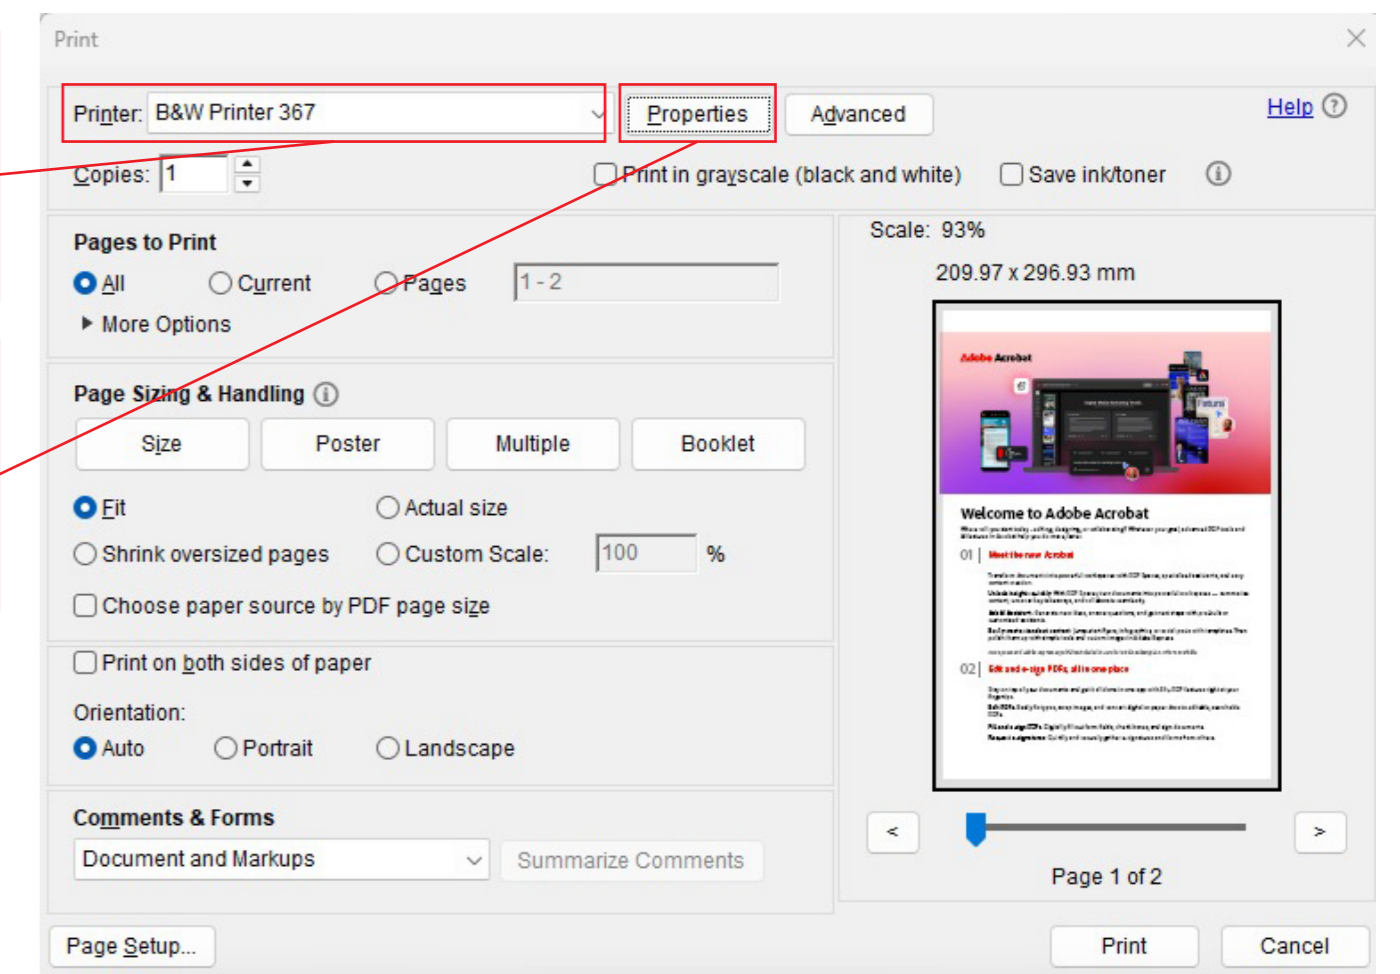 Print
Printer: B&W Printer 367
Properties
Advanced
Help
Copies: 1
Print in grayscale (black and white)
Save ink/toner
Pages to Print
All
Current
Pages
1 - 2
More Options
Page Sizing & Handling
Size
Poster
Multiple
Booklet
Fit
Actual size
Shrink oversized pages
Custom Scale:
100
%
Choose paper source by PDF page size
Print on both sides of paper
Orientation:
Auto
Portrait
Landscape
Comments & Forms
Document and Markups
Summarize Comments
Page Setup...
Scale: 93%
209.97 x 296.93 mm
Adobe Acrobat
Welcome to Adobe Acrobat
01 Meet the new Acrobat
02 Edit and e-sign PDFs, all in one place
<
>
Page 1 of 2
Print
Cancel